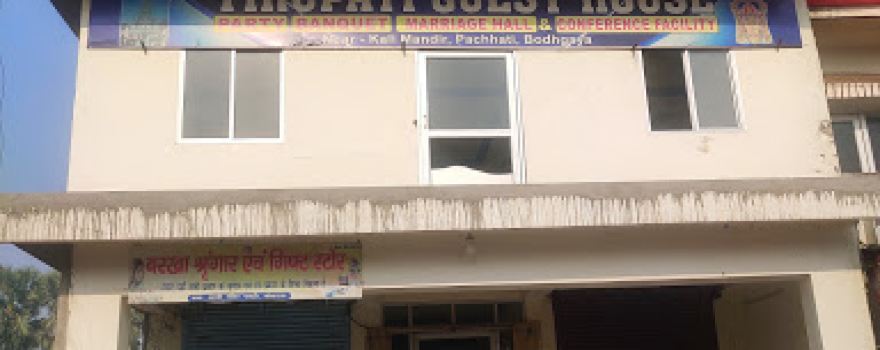 TIRUPATI GUEST HOUSE
PARTY BANQUET MARRIAGE HALL & CONFERENCE FACILITY
Near - Kali Mandir, Pachhati, Bodhgaya
बरखा श्रृंगार एवं गिफ्ट स्टोर